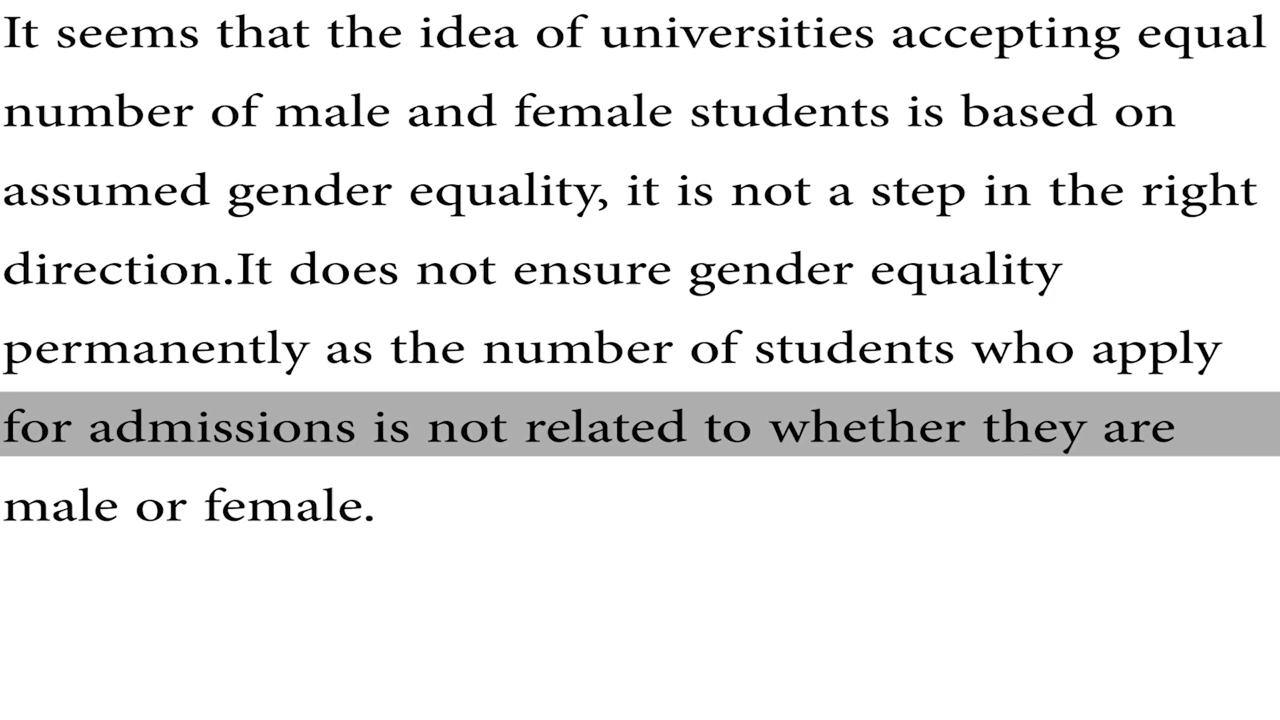 It seems that the idea of universities accepting equal
number of male and female students is based on
assumed gender equality, it is not a step in the right
direction.It does not ensure gender equality
permanently as the number of students who apply
for admissions is not related to whether they are
male or female.